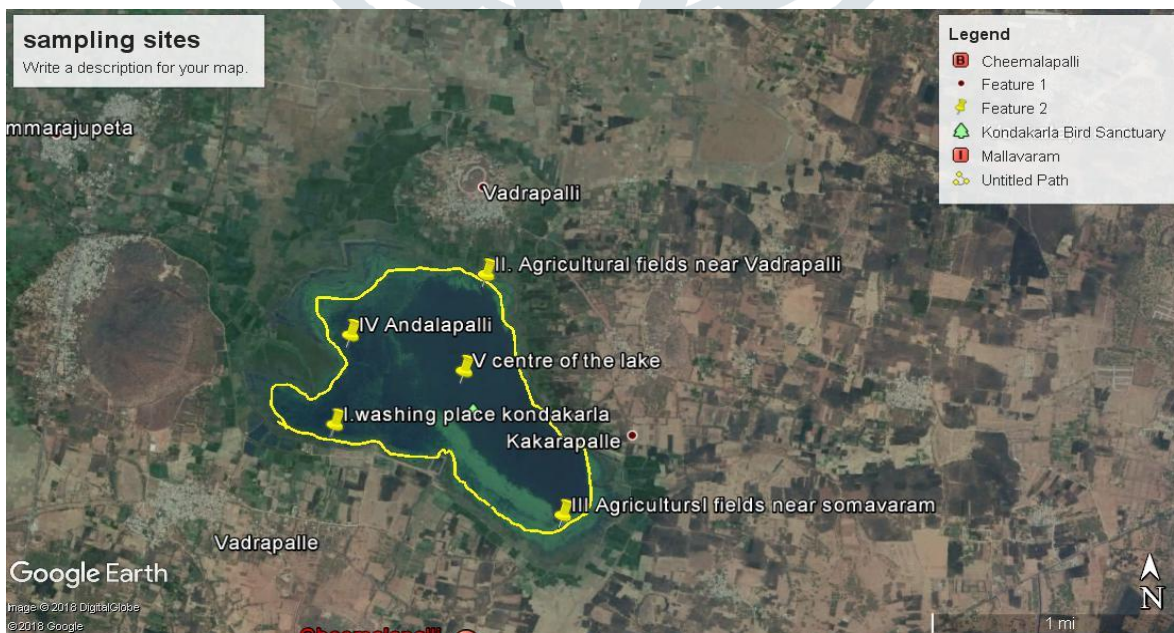 sampling sites
Write a description for your map.
Legend
B Cheemalapalli
Feature 1
Feature 2
Kondakarla Bird Sanctuary
I Mallavaram
Untitled Path
mmarajupeta
Vadrapalli
II. Agricultural fields near Vadrapalli
IV Andalapalli
V centre of the lake
I.washing place kondakarla
Kakarapalle
III Agricultursl fields near somavaram
Vadrapalle
Google Earth
Image © 2018 DigitalGlobe
© 2018 Google
Cheemalapalli
N
1 mi